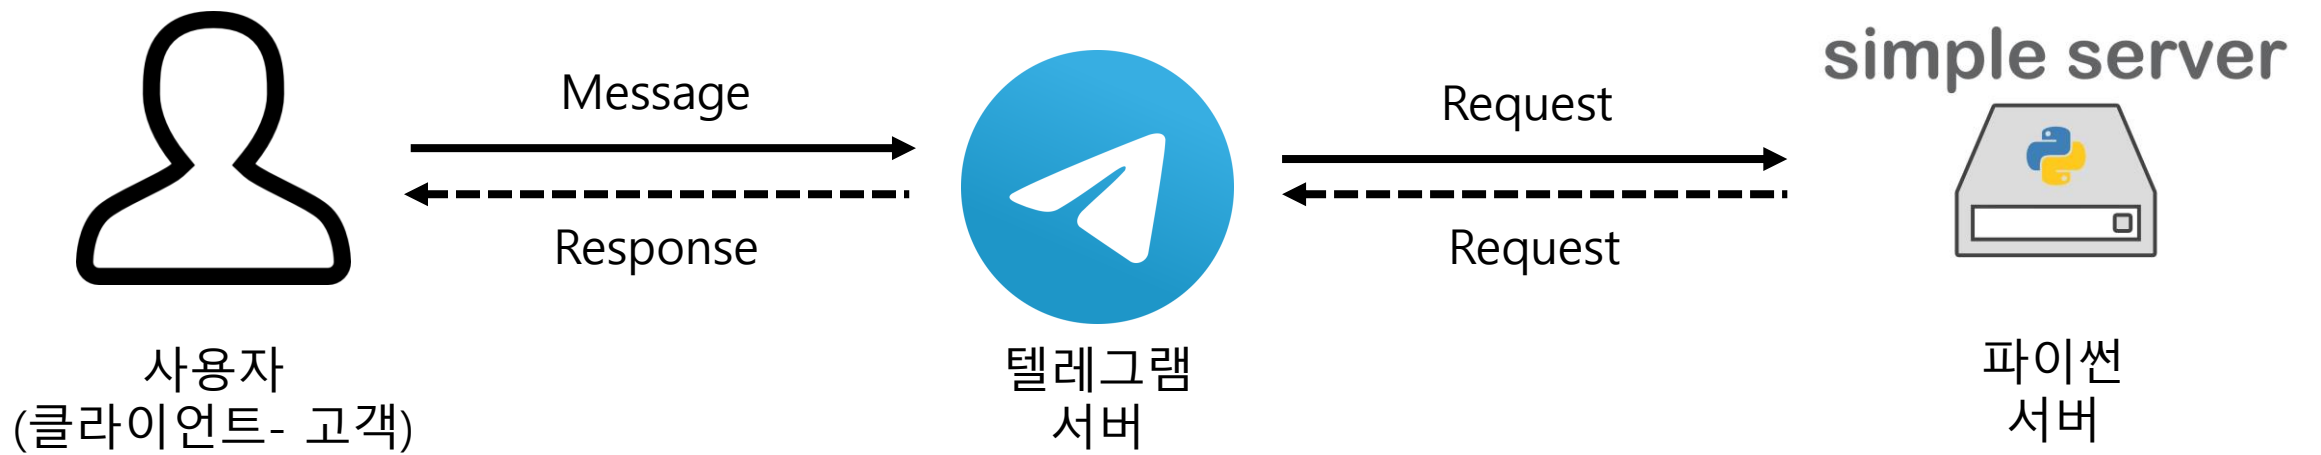 simple server
Message
Request
Response
Request
사용자
(클라이언트- 고객)
텔레그램
서버
파이썬
서버